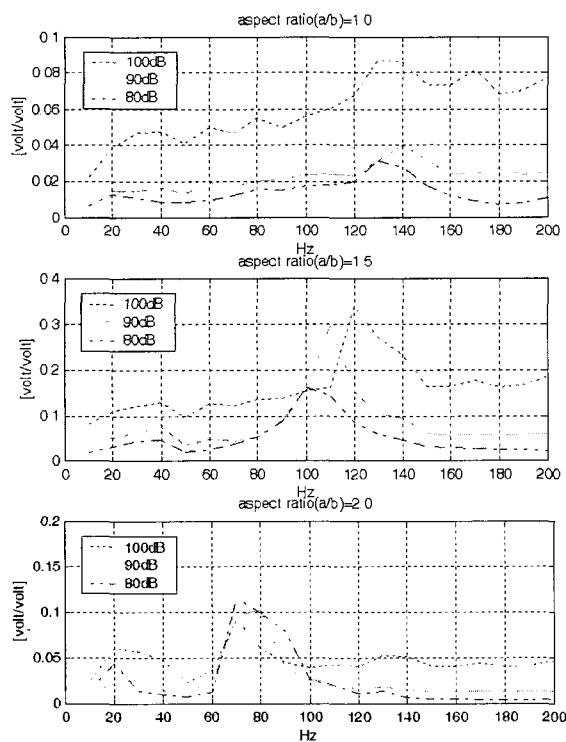 aspect ratio(a/b)=1 0
0 1
0.08
0.06
0.04
0 02
0
[volt/volt]
100dB
90dB
80dB
0 20 40 60 80 100 120 140 160 180 200
Hz
aspect ratio(a/b)=1 5
0 4
0.3
0.2
0.1
0
[volt/volt]
100dB
90dB
80dB
0 20 40 60 80 100 120 140 160 180 200
Hz
aspect ratio(a/b)=2 0
0.2
0.15
0.1
0.05
0
[volt/volt]
100dB
90dB
80dB
0 20 40 60 80 100 120 140 160 180 200
Hz